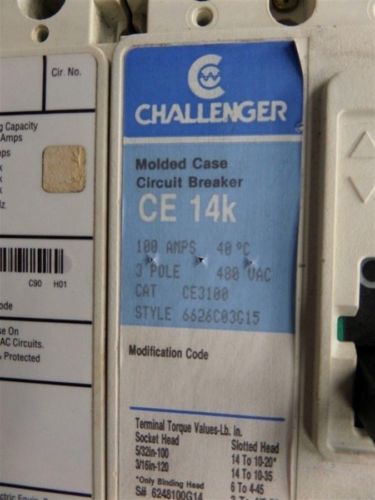 Cir. No.
ng Capacity
Amps
C90 H01
ode
se On
AC Circuits.
& Protected
CHALLENGER
Molded Case
Circuit Breaker
CE 14k
100 AMPS 40 °C
3 POLE 480 VAC
CAT CE3100
STYLE 6626C03G15
Modification Code
Terminal Torque Values-Lb. in.
Socket Head Slotted Head
5/32in-100 14 To 10-20*
3/16in-120 14 To 10-35
*Only Binding Head 6 To 4-45
S# 6248100G14